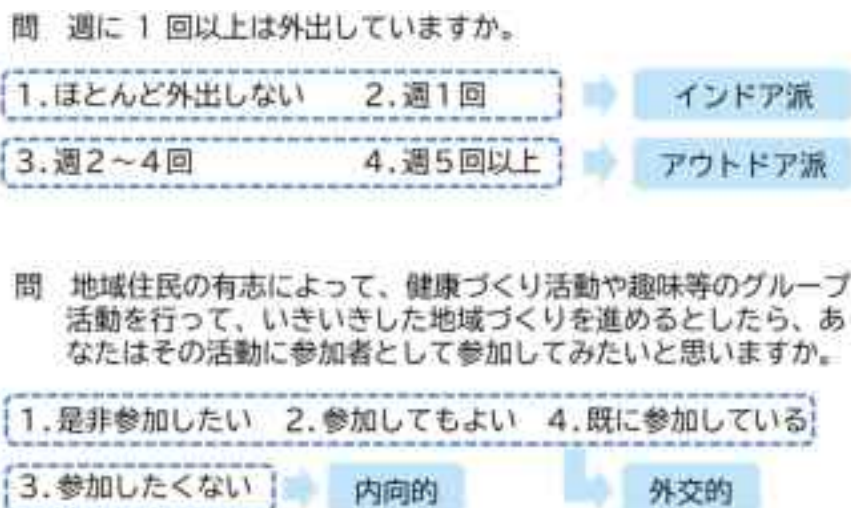 問 週に 1 回以上は外出していますか。
1.ほとんど外出しない 2.週1回 インドア派
3.週2～4回 4.週5回以上 アウトドア派
問 地域住民の有志によって、健康づくり活動や趣味等のグループ
活動を行って、いきいきした地域づくりを進めるとしたら、あ
なたはその活動に参加者として参加してみたいと思いますか。
1.是非参加したい 2.参加してもよい 4.既に参加している
3.参加したくない 内向的 外交的